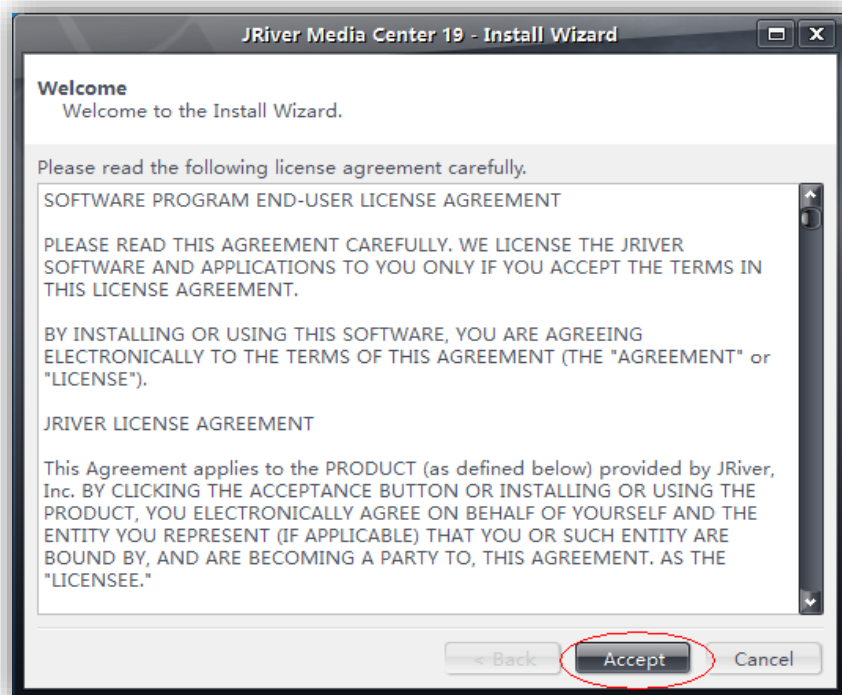 JRiver Media Center 19 - Install Wizard
Welcome
Welcome to the Install Wizard.
Please read the following license agreement carefully.
SOFTWARE PROGRAM END-USER LICENSE AGREEMENT
PLEASE READ THIS AGREEMENT CAREFULLY. WE LICENSE THE JRIVER
SOFTWARE AND APPLICATIONS TO YOU ONLY IF YOU ACCEPT THE TERMS IN
THIS LICENSE AGREEMENT.
BY INSTALLING OR USING THIS SOFTWARE, YOU ARE AGREEING
ELECTRONICALLY TO THE TERMS OF THIS AGREEMENT (THE "AGREEMENT" or
"LICENSE").
JRIVER LICENSE AGREEMENT
This Agreement applies to the PRODUCT (as defined below) provided by JRiver,
Inc. BY CLICKING THE ACCEPTANCE BUTTON OR INSTALLING OR USING THE
PRODUCT, YOU ELECTRONICALLY AGREE ON BEHALF OF YOURSELF AND THE
ENTITY YOU REPRESENT (IF APPLICABLE) THAT YOU OR SUCH ENTITY ARE
BOUND BY, AND ARE BECOMING A PARTY TO, THIS AGREEMENT. AS THE
"LICENSEE."
< Back Accept Cancel